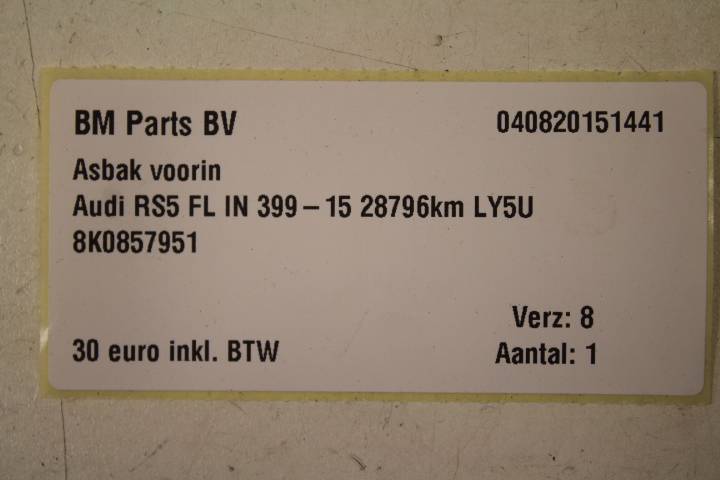 BM Parts BV 040820151441
Asbak voorin
Audi RS5 FL IN 399-15 28796km LY5U
8K0857951
Verz: 8
30 euro inkl. BTW Aantal: 1